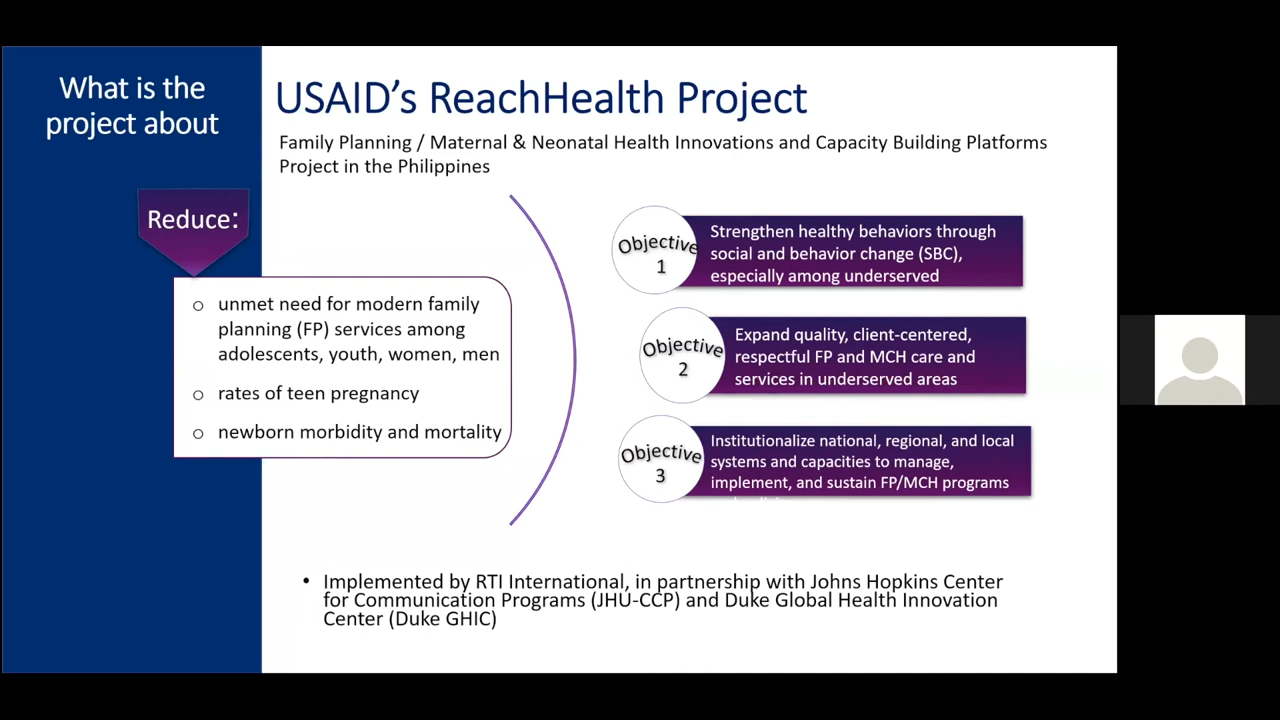 What is the
project about
USAID's ReachHealth Project
Family Planning / Maternal & Neonatal Health Innovations and Capacity Building Platforms
Project in the Philippines
Reduce:
o unmet need for modern family
planning (FP) services among
adolescents, youth, women, men
o rates of teen pregnancy
o newborn morbidity and mortality
Objective
1
Strengthen healthy behaviors through
social and behavior change (SBC),
especially among underserved
Objective
2
Expand quality, client-centered,
respectful FP and MCH care and
services in underserved areas
Objective
3
Institutionalize national, regional, and local
systems and capacities to manage,
implement, and sustain FP/MCH programs
• Implemented by RTI International, in partnership with Johns Hopkins Center
for Communication Programs (JHU-CCP) and Duke Global Health Innovation
Center (Duke GHIC)